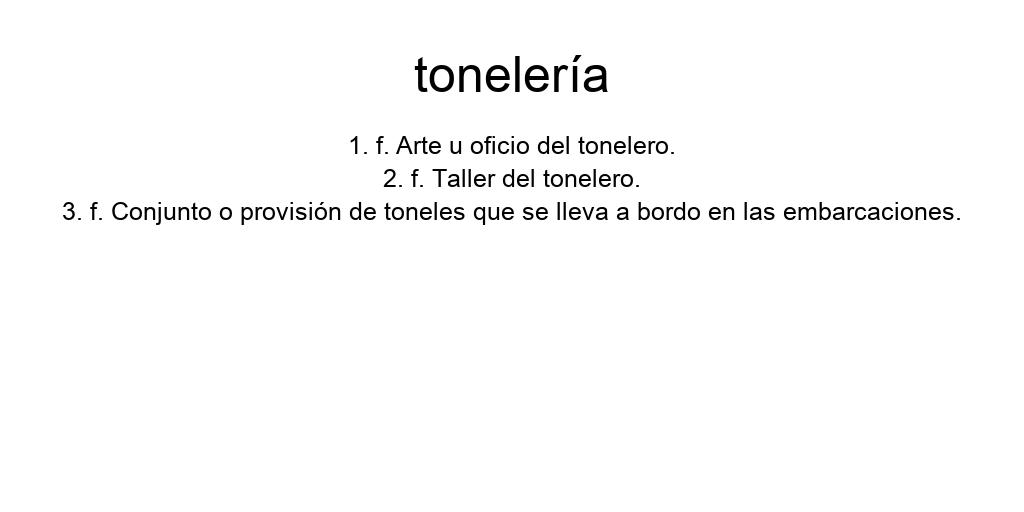 tonelería
1. f. Arte u oficio del tonelero.
2. f. Taller del tonelero.
3. f. Conjunto o provisión de toneles que se lleva a bordo en las embarcaciones.